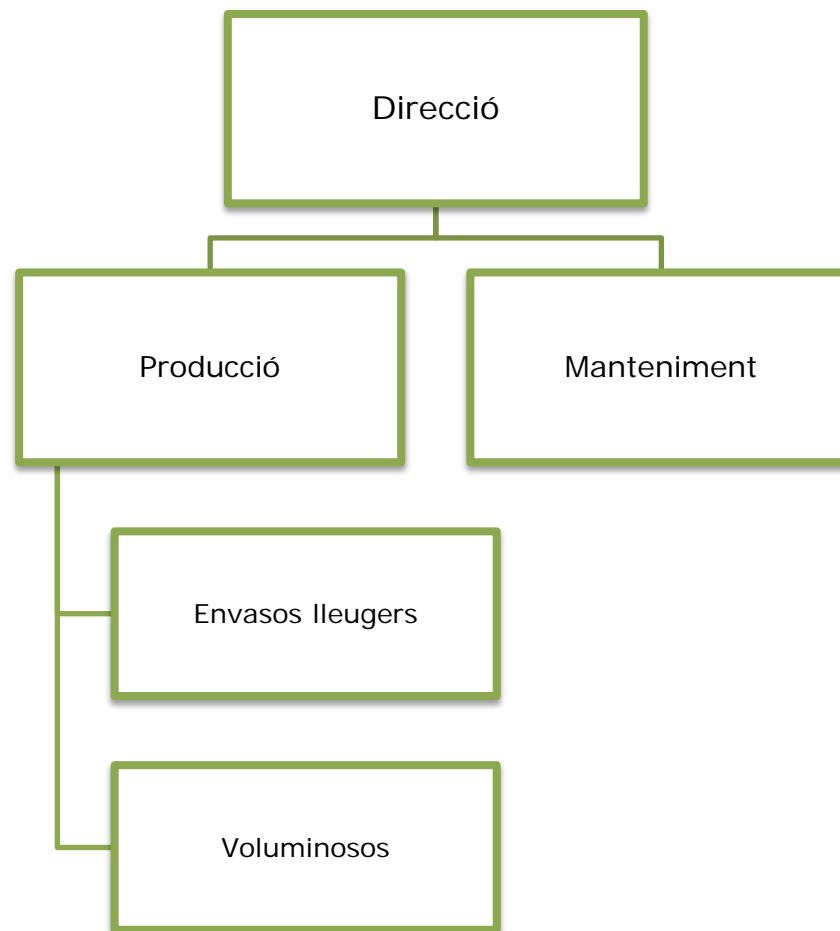 Direcció
Producció
Manteniment
Envasos lleugers
Voluminosos